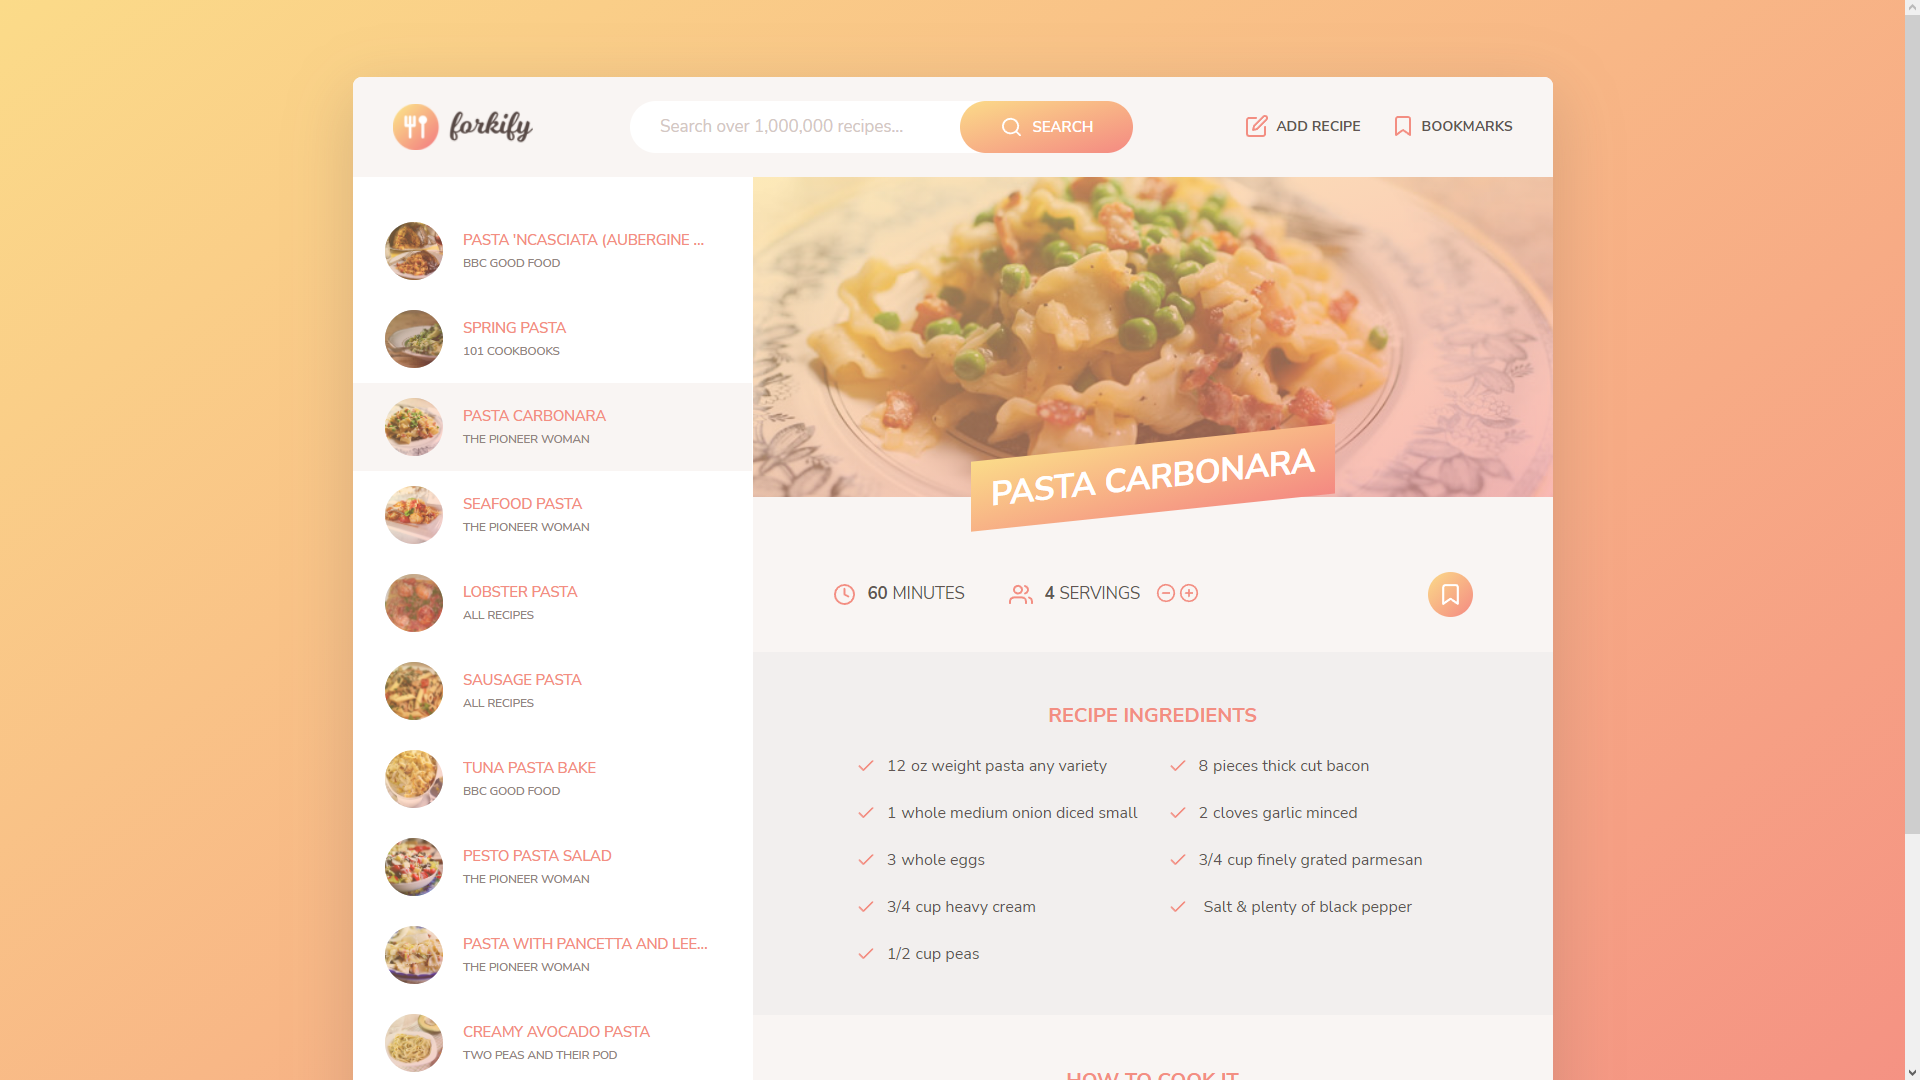 forkify
Search over 1,000,000 recipes...
SEARCH
ADD RECIPE
BOOKMARKS
PASTA 'NCASCIATA (AUBERGINE ...
BBC GOOD FOOD
SPRING PASTA
101 COOKBOOKS
PASTA CARBONARA
THE PIONEER WOMAN
SEAFOOD PASTA
THE PIONEER WOMAN
LOBSTER PASTA
ALL RECIPES
SAUSAGE PASTA
ALL RECIPES
TUNA PASTA BAKE
BBC GOOD FOOD
PESTO PASTA SALAD
THE PIONEER WOMAN
PASTA WITH PANCETTA AND LEE...
THE PIONEER WOMAN
CREAMY AVOCADO PASTA
TWO PEAS AND THEIR POD
PASTA CARBONARA
60 MINUTES
4 SERVINGS
RECIPE INGREDIENTS
12 oz weight pasta any variety
8 pieces thick cut bacon
1 whole medium onion diced small
2 cloves garlic minced
3 whole eggs
3/4 cup finely grated parmesan
3/4 cup heavy cream
Salt & plenty of black pepper
1/2 cup peas
HOW TO COOK IT